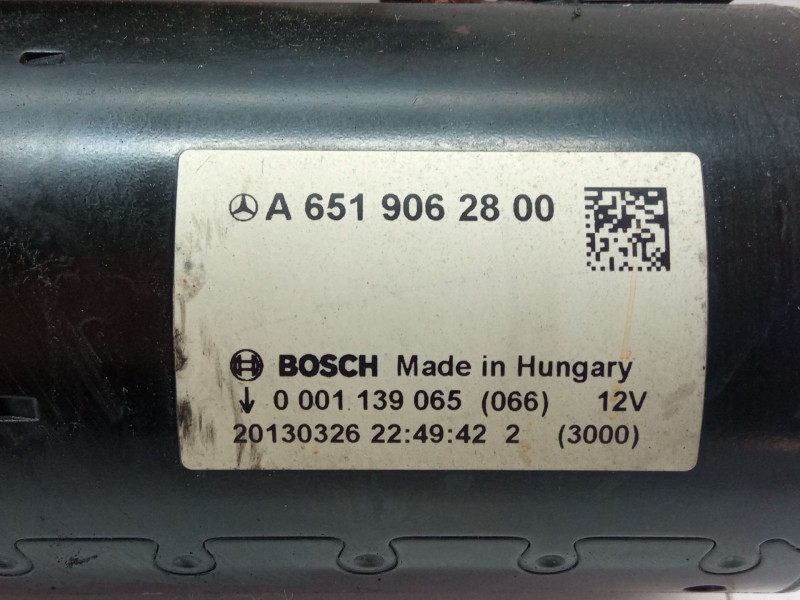 A 651 906 28 00
BOSCH Made in Hungary
0 001 139 065 (066) 12V
20130326 22:49:42 2 (3000)